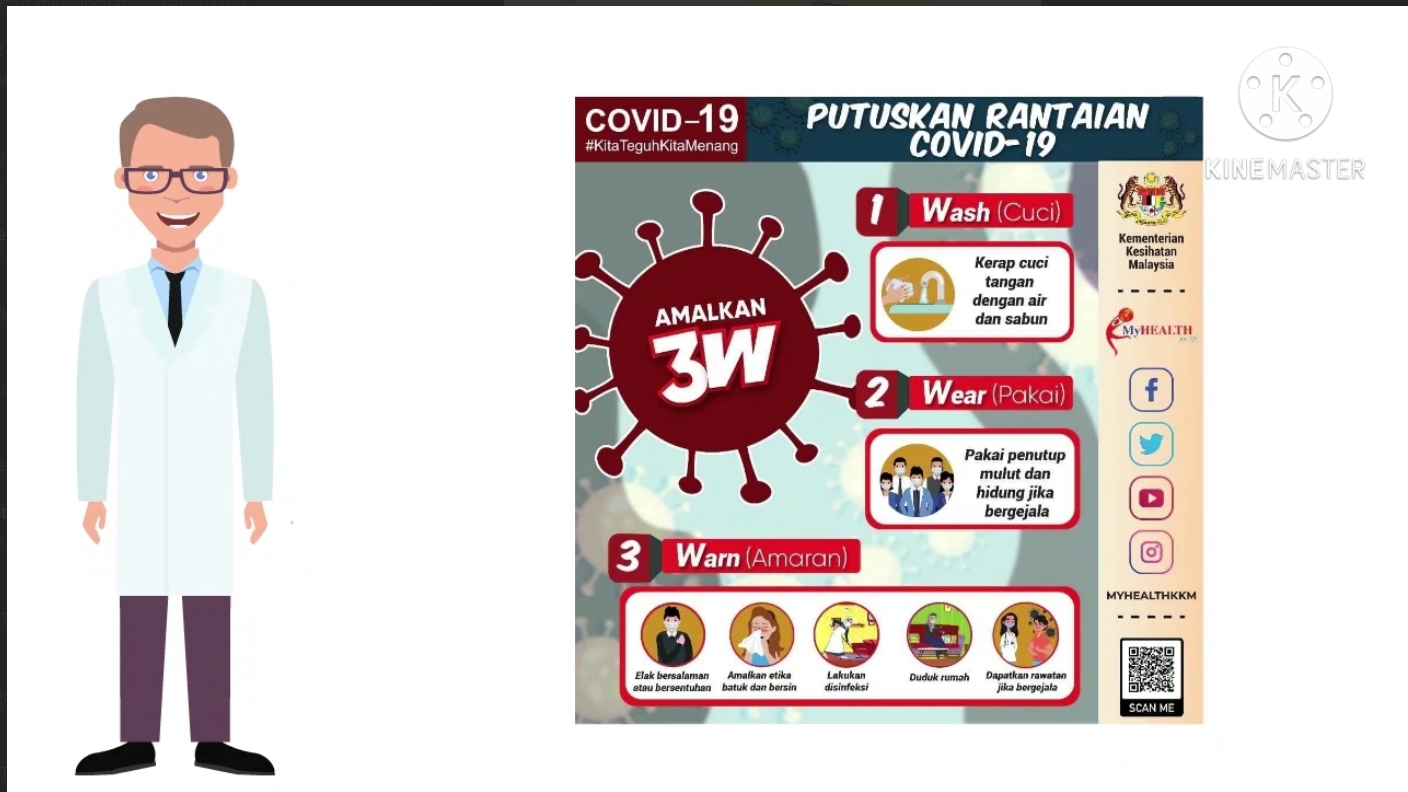 COVID-19
#KitaTeguhKitaMenang
PUTUSKAN RANTAIAN
COVID-19
K
KINEMASTER
AMALKAN
3W
1 Wash (Cuci)
Kerap cuci
tangan
dengan air
dan sabun
2 Wear (Pakai)
Pakai penutup
mulut dan
hidung jika
bergejala
3 Warn (Amaran)
Elak bersalaman
atau bersentuhan
Amalkan etika
batuk dan bersin
Lakukan
disinfeksi
Duduk rumah
Dapatkan rawatan
jika bergejala
Kementerian
Kesihatan
Malaysia
MyHEALTH
MYHEALTHKKM
SCAN ME